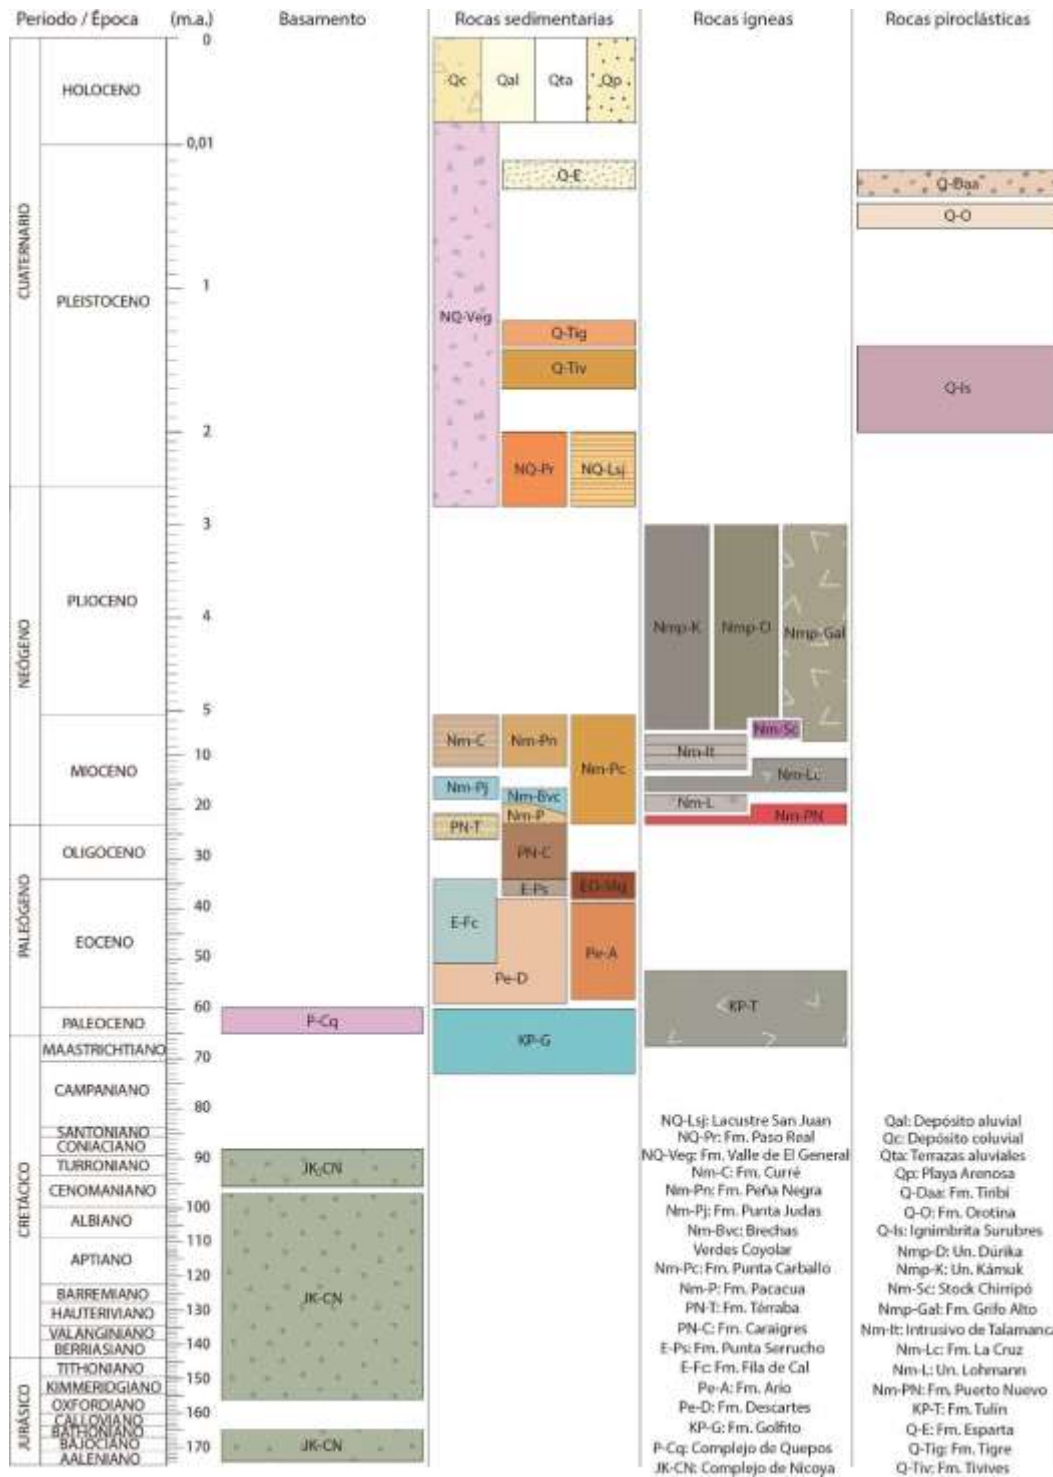 Periodo / Época (m.a.) Basamento Rocas sedimentarias Rocas ígneas Rocas piroclásticas
0
Qc Qal Qta Qp
HOLOCENO
0,01
Q-E
Q-Daa
Q-O
CUATERNARIO
1
PLEISTOCENO
NQ-Veg
Q-Tig
Q-Tiv
Q-Is
2
NQ-Pr NQ-Lsj
3
PLIOCENO
4
Nmp-K Nmp-D Nmp-Gal
NEÓGENO
5
Nm-C Nm-Pn Nm-Pc
Nm-Sc
Nm-It
10
MIOCENO
Nm-Lc
Nm-Pj
Nm-Bvc
Nm-L
20
Nm-P
Nm-PN
PN-T
OLIGOCENO
PN-C
30
E-Ps EO-Mg
40
E-Fc
PALEÓGENO
EOCENO
Pe-A
50
Pe-D
60
KP-T
PALEOCENO
P-Cq
KP-G
MAASTRICHTIANO
70
CAMPANIANO
80
SANTONIANO
CONIACIANO
90
TURRONIANO
JK-CN
CENOMANIANO
100
CRETÁCICO
ALBIANO
110
APTIANO
120
BARREMIANO
JK-CN
130
HAUTERIVIANO
VALANGINIANO
140
BERRIASIANO
TITHONIANO
150
KIMMERIDGIANO
OXFORDIANO
160
CALLOVIANO
JURÁSICO
BATHONIANO
BAJOCIANO
170
JK-CN
AALENIANO
NQ-Lsj: Lacustre San Juan
NQ-Pr: Fm. Paso Real
NQ-Veg: Fm. Valle de El General
Nm-C: Fm. Curré
Nm-Pn: Fm. Peña Negra
Nm-Pj: Fm. Punta Judas
Nm-Bvc: Brechas
Verdes Coyolar
Nm-Pc: Fm. Punta Carballo
Nm-P: Fm. Pacacua
PN-T: Fm. Térraba
PN-C: Fm. Caraigres
E-Ps: Fm. Punta Serrucho
E-Fc: Fm. Fila de Cal
Pe-A: Fm. Ario
Pe-D: Fm. Descartes
KP-G: Fm. Golfito
P-Cq: Complejo de Quepos
JK-CN: Complejo de Nicoya
Qal: Depósito aluvial
Qc: Depósito coluvial
Qta: Terrazas aluviales
Qp: Playa Arenosa
Q-Daa: Fm. Tiribí
Q-O: Fm. Orotina
Q-Is: Ignimbrita Surubres
Nmp-D: Un. Dúrika
Nmp-K: Un. Kámuk
Nm-Sc: Stock Chirripó
Nmp-Gal: Fm. Grifo Alto
Nm-It: Intrusivo de Talamanca
Nm-Lc: Fm. La Cruz
Nm-L: Un. Lohmann
Nm-PN: Fm. Puerto Nuevo
KP-T: Fm. Tulín
Q-E: Fm. Esparta
Q-Tig: Fm. Tigre
Q-Tiv: Fm. Tivives